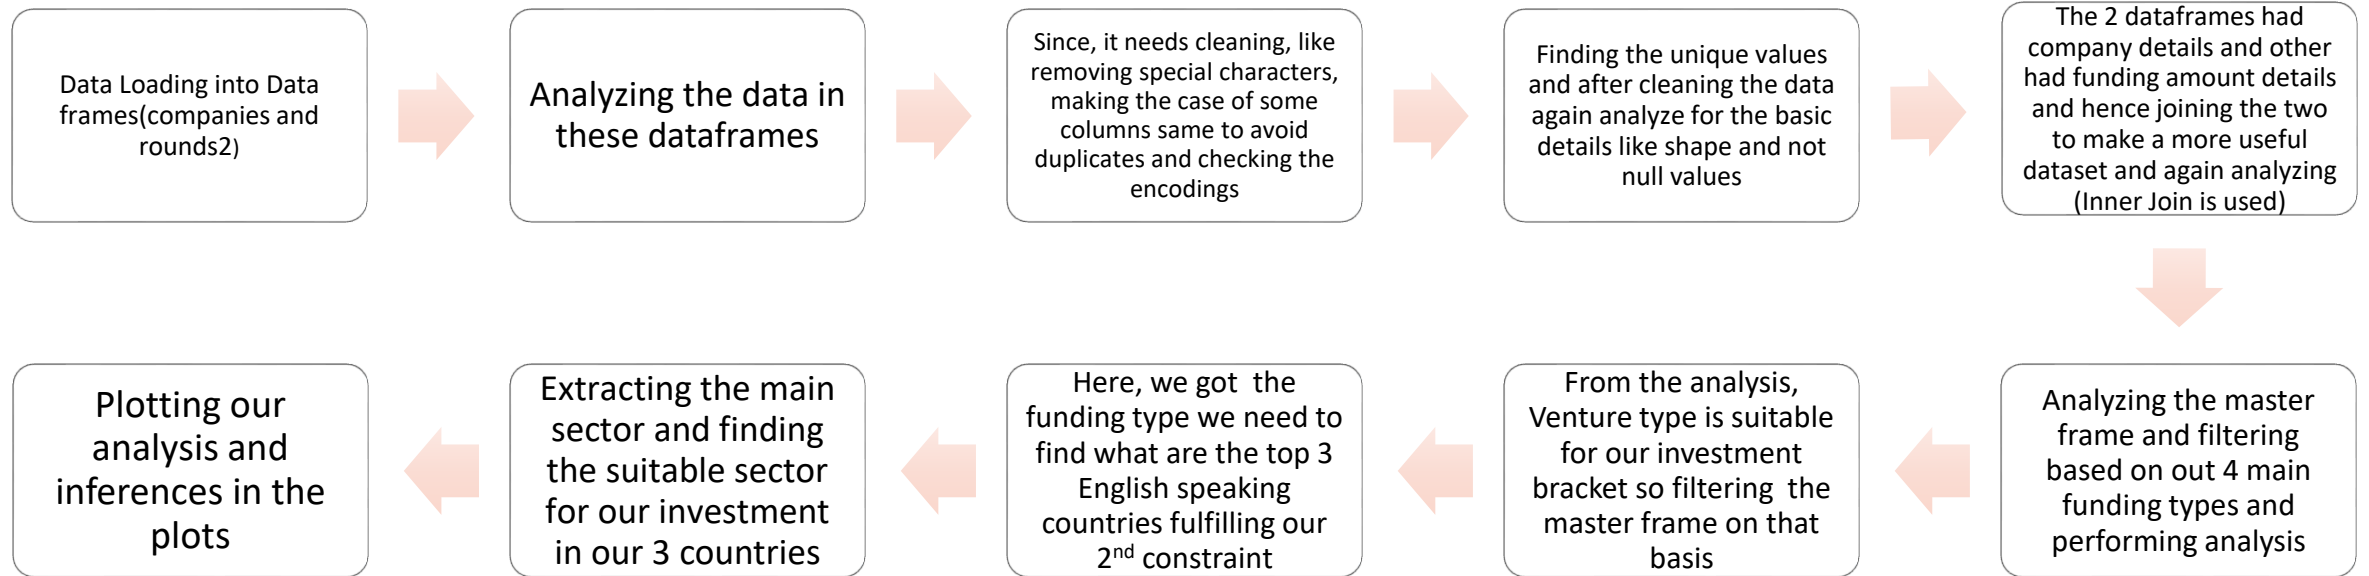 Data Loading into Data
frames(companies and
rounds2)
Analyzing the data in
these dataframes
Since, it needs cleaning, like
removing special characters,
making the case of some
columns same to avoid
duplicates and checking the
encodings
Finding the unique values
and after cleaning the data
again analyze for the basic
details like shape and not
null values
The 2 dataframes had
company details and other
had funding amount details
and hence joining the two
to make a more useful
dataset and again analyzing
(Inner Join is used)
Analyzing the master
frame and filtering
based on out 4 main
funding types and
performing analysis
From the analysis,
Venture type is suitable
for our investment
bracket so filtering the
master frame on that
basis
Here, we got the
funding type we need to
find what are the top 3
English speaking
countries fulfilling our
2nd constraint
Extracting the main
sector and finding
the suitable sector
for our investment
in our 3 countries
Plotting our
analysis and
inferences in the
plots